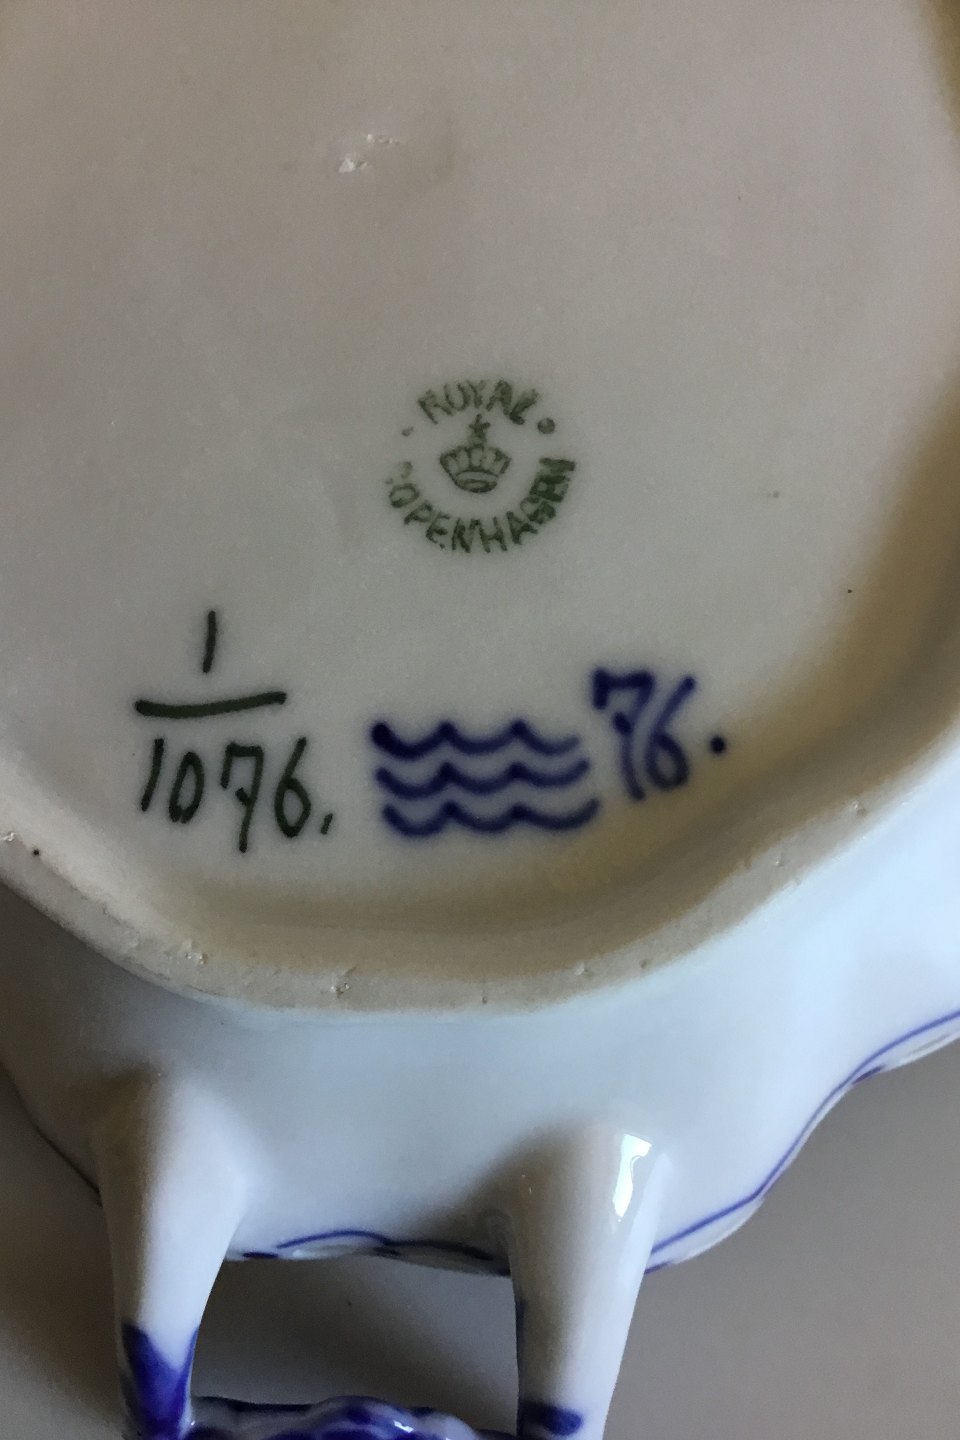 ROYAL
COPENHAGEN
1
1076.
76.